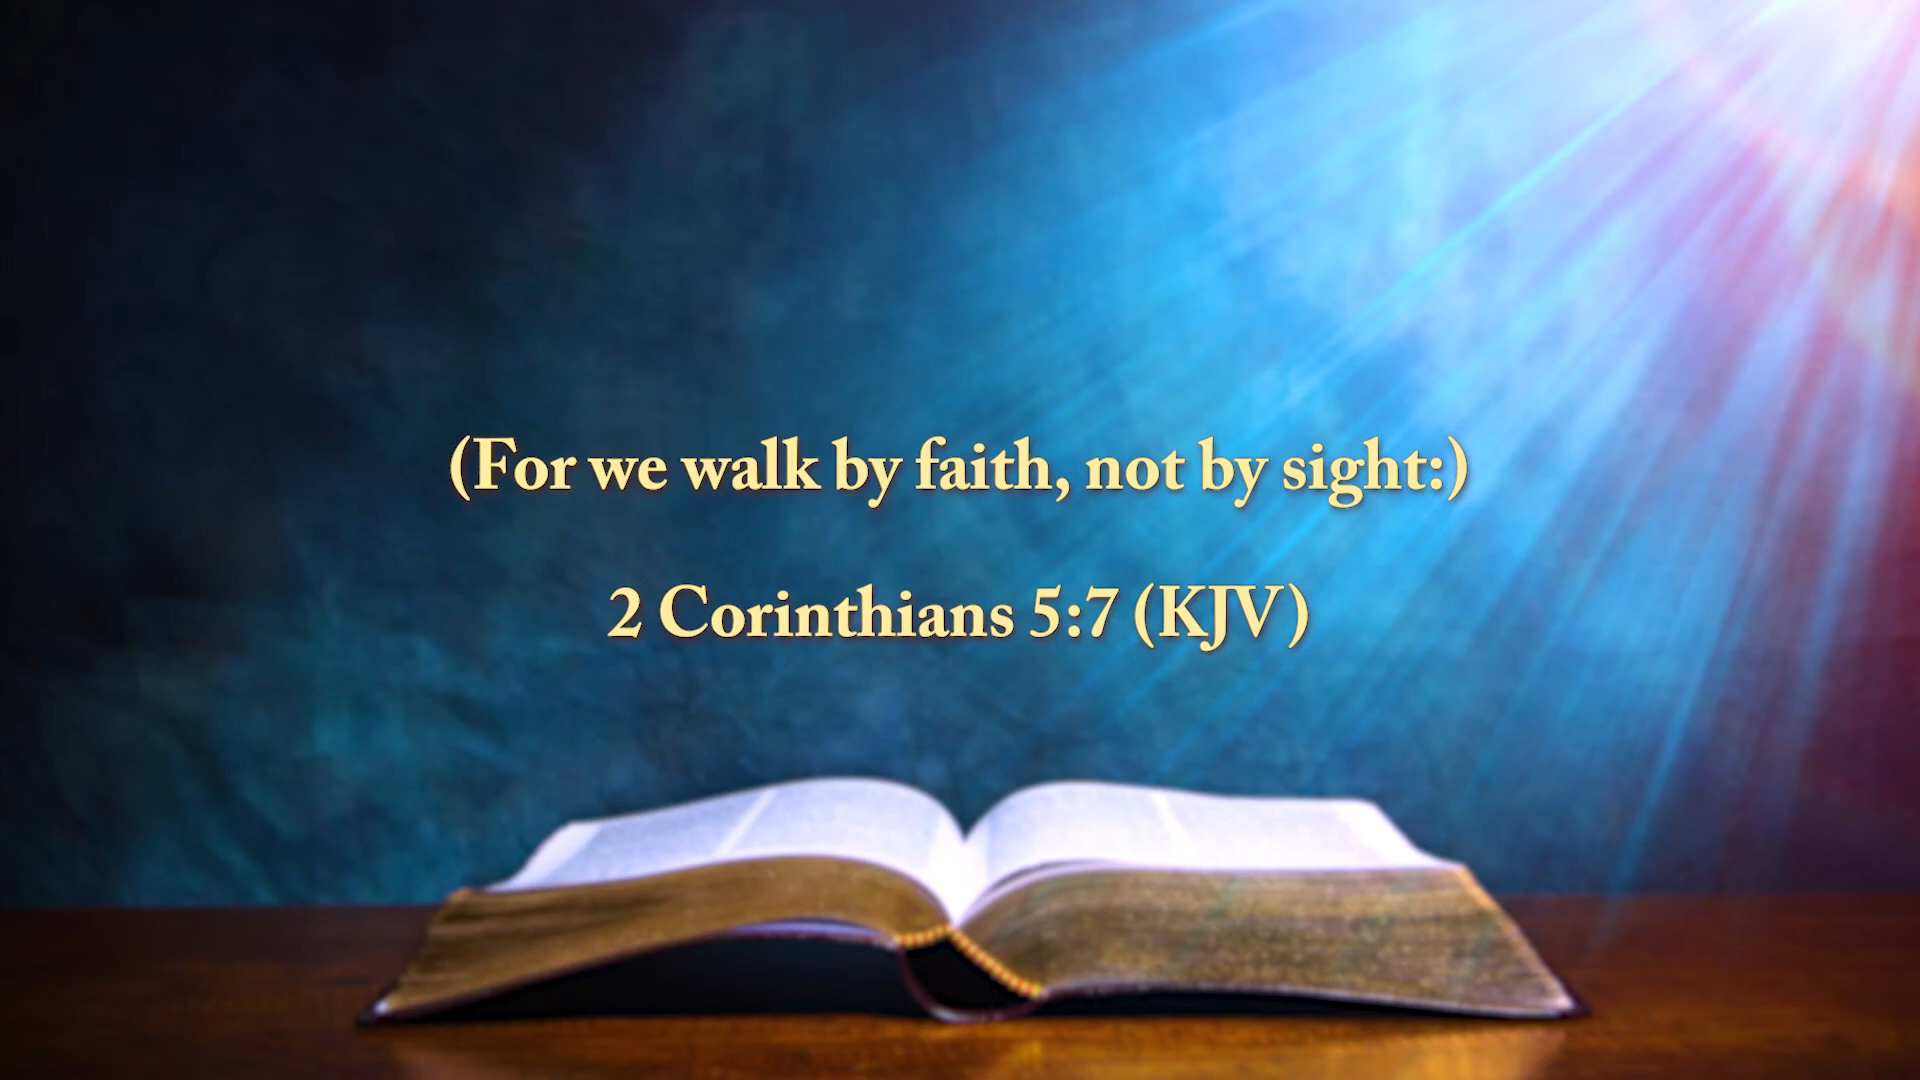 (For we walk by faith, not by sight:)
2 Corinthians 5:7 (KJV)